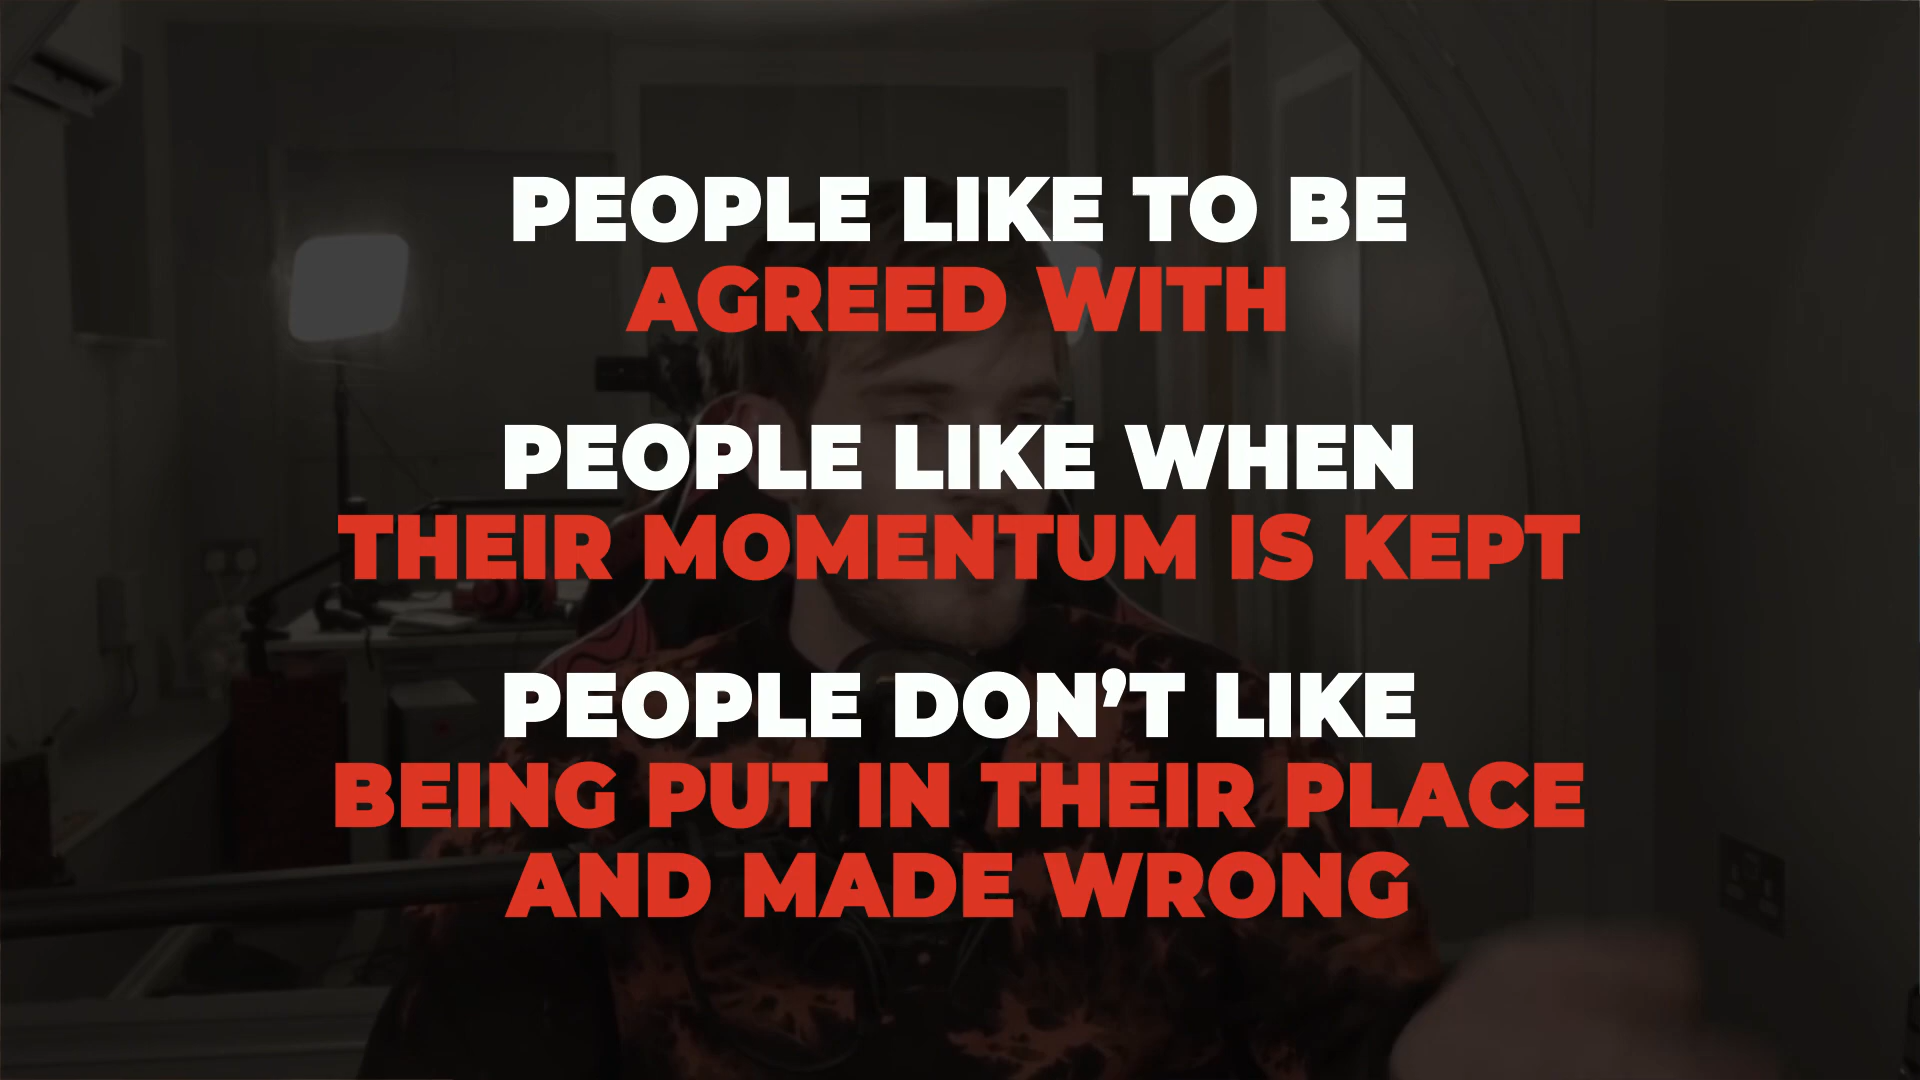 PEOPLE LIKE TO BE
AGREED WITH
PEOPLE LIKE WHEN
THEIR MOMENTUM IS KEPT
PEOPLE DON’T LIKE
BEING PUT IN THEIR PLACE
AND MADE WRONG